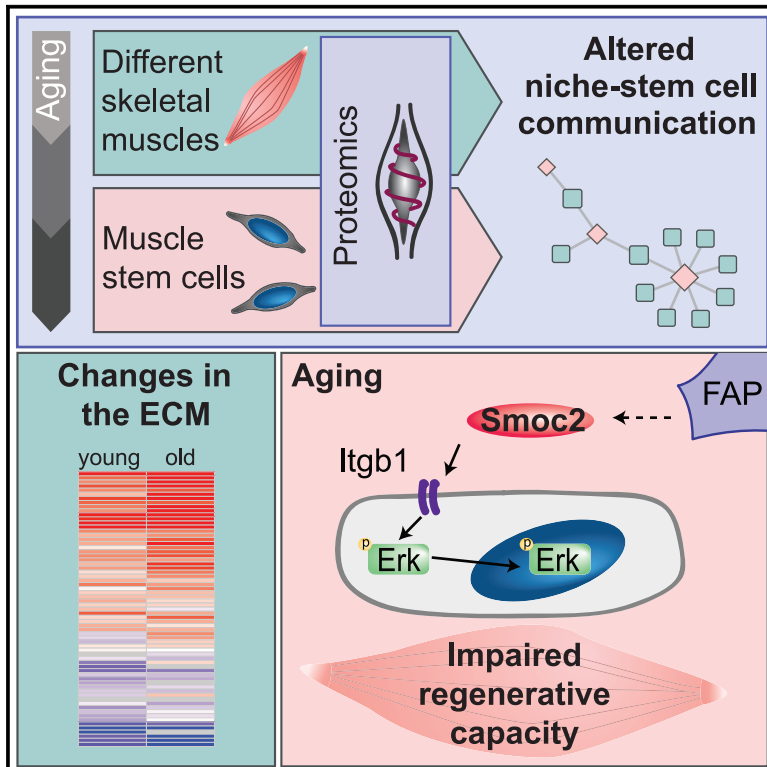 Aging
Different
skeletal
muscles
Muscle
stem cells
Proteomics
Altered
niche-stem cell
communication
Changes in
the ECM
young old
Aging
FAP
Smoc2
Itgb1
p
Erk
p
Erk
Impaired
regenerative
capacity